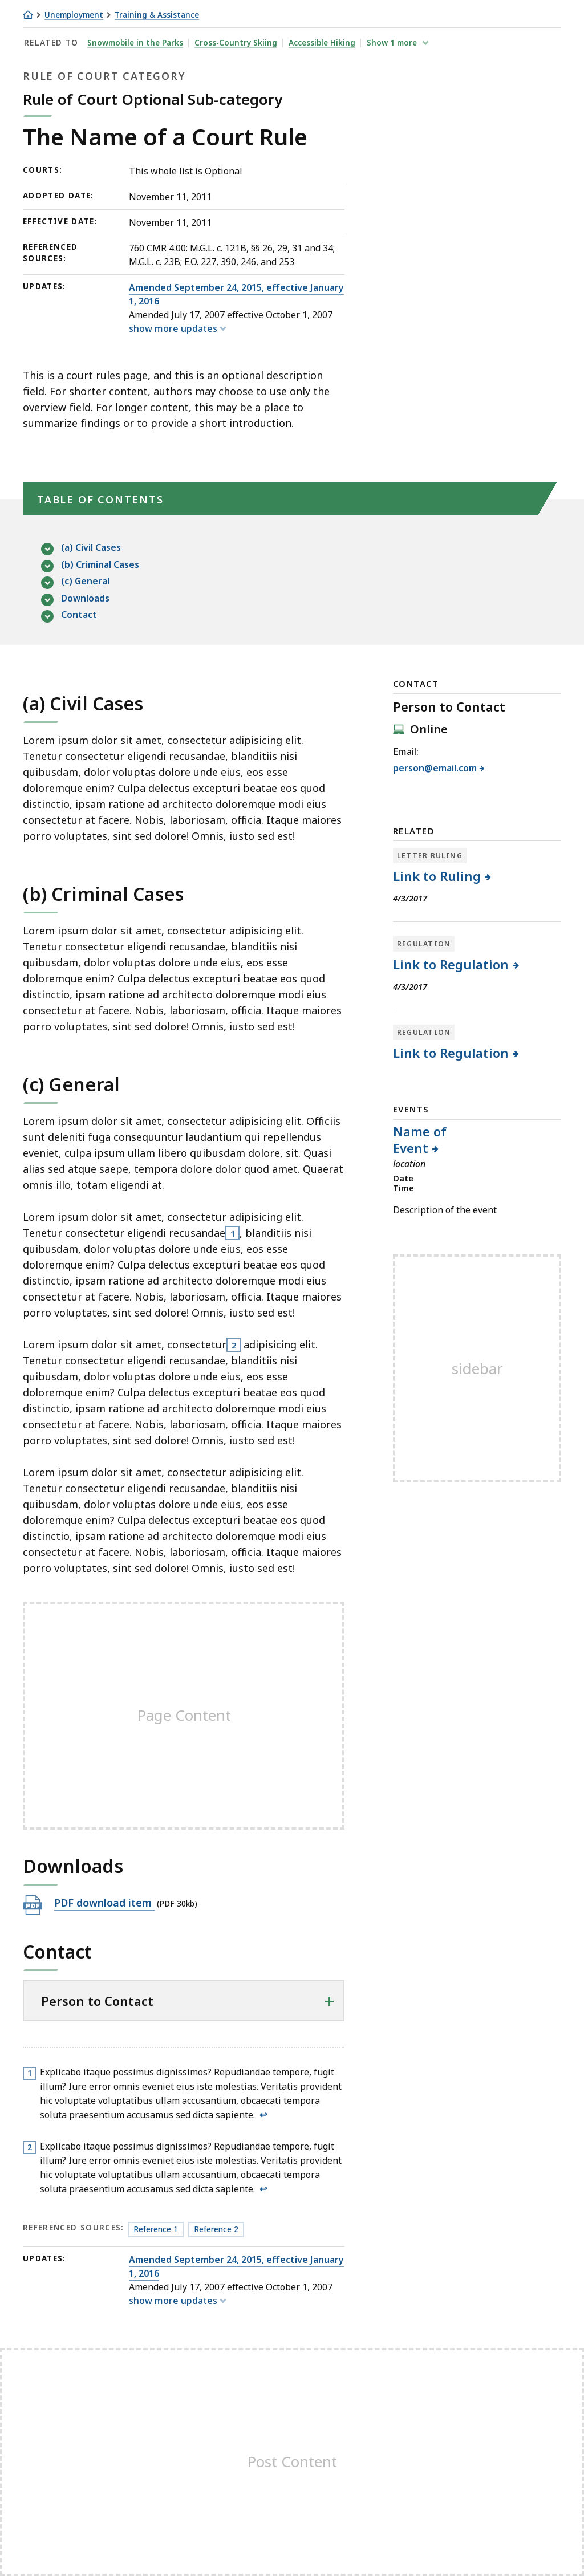 Unemployment Training & Assistance
RELATED TO Snowmobile in the Parks Cross-Country Skiing Accessible Hiking Show 1 more
RULE OF COURT CATEGORY
Rule of Court Optional Sub-category
The Name of a Court Rule
COURTS: This whole list is Optional
ADOPTED DATE: November 11, 2011
EFFECTIVE DATE: November 11, 2011
REFERENCED SOURCES: 760 CMR 4.00: M.G.L. c. 121B, §§ 26, 29, 31 and 34;
M.G.L. c. 23B; E.O. 227, 390, 246, and 253
UPDATES: Amended September 24, 2015, effective January
1, 2016
Amended July 17, 2007 effective October 1, 2007
show more updates
This is a court rules page, and this is an optional description
field. For shorter content, authors may choose to use only the
overview field. For longer content, this may be a place to
summarize findings or to provide a short introduction.
TABLE OF CONTENTS
(a) Civil Cases
(b) Criminal Cases
(c) General
Downloads
Contact
(a) Civil Cases
Lorem ipsum dolor sit amet, consectetur adipisicing elit.
Tenetur consectetur eligendi recusandae, blanditiis nisi
quibusdam, dolor voluptas dolore unde eius, eos esse
doloremque enim? Culpa delectus excepturi beatae eos quod
distinctio, ipsam ratione ad architecto doloremque modi eius
consectetur at facere. Nobis, laboriosam, officia. Itaque maiores
porro voluptates, sint sed dolore! Omnis, iusto sed est!
(b) Criminal Cases
Lorem ipsum dolor sit amet, consectetur adipisicing elit.
Tenetur consectetur eligendi recusandae, blanditiis nisi
quibusdam, dolor voluptas dolore unde eius, eos esse
doloremque enim? Culpa delectus excepturi beatae eos quod
distinctio, ipsam ratione ad architecto doloremque modi eius
consectetur at facere. Nobis, laboriosam, officia. Itaque maiores
porro voluptates, sint sed dolore! Omnis, iusto sed est!
(c) General
Lorem ipsum dolor sit amet, consectetur adipisicing elit. Officiis
sunt deleniti fuga consequuntur laudantium qui repellendus
eveniet, culpa ipsum dolorem quam ullam libero, sit. Quasi
alias sed atque saepe, tempora dolore dolor quod amet. Quaerat
omnis illo, totam eligendi at.
Lorem ipsum dolor sit amet, consectetur adipisicing elit.
Tenetur consectetur eligendi recusandae 1, blanditiis nisi
quibusdam, dolor voluptas dolore unde eius, eos esse
doloremque enim? Culpa delectus excepturi beatae eos quod
distinctio, ipsam ratione ad architecto doloremque modi eius
consectetur at facere. Nobis, laboriosam, officia. Itaque maiores
porro voluptates, sint sed dolore! Omnis, iusto sed est!
Lorem ipsum dolor sit amet, consectetur 2 adipisicing elit.
Tenetur consectetur eligendi recusandae, blanditiis nisi
quibusdam, dolor voluptas dolore unde eius, eos esse
doloremque enim? Culpa delectus excepturi beatae eos quod
distinctio, ipsam ratione ad architecto doloremque modi eius
consectetur at facere. Nobis, laboriosam, officia. Itaque maiores
porro voluptates, sint sed dolore! Omnis, iusto sed est!
Lorem ipsum dolor sit amet, consectetur adipisicing elit.
Tenetur consectetur eligendi recusandae, blanditiis nisi
quibusdam, dolor voluptas dolore unde eius, eos esse
doloremque enim? Culpa delectus excepturi beatae eos quod
distinctio, ipsam ratione ad architecto doloremque modi eius
consectetur at facere. Nobis, laboriosam, officia. Itaque maiores
porro voluptates, sint sed dolore! Omnis, iusto sed est!
Page Content
Downloads
PDF PDF download item (PDF 30kb)
Contact
Person to Contact
1 Explicabo itaque possimus dignissimos? Repudiandae tempore, fugit
illum? Iure error omnis eveniet eius iste molestias. Veritatis provident
hic voluptate voluptatibus ullam accusantium, obcaecati tempora
soluta praesentium accusamus sed dicta sapiente. ↩
2 Explicabo itaque possimus dignissimos? Repudiandae tempore, fugit
illum? Iure error omnis eveniet eius iste molestias. Veritatis provident
hic voluptate voluptatibus ullam accusantium, obcaecati tempora
soluta praesentium accusamus sed dicta sapiente. ↩
REFERENCED SOURCES: Reference 1 Reference 2
UPDATES: Amended September 24, 2015, effective January
1, 2016
Amended July 17, 2007 effective October 1, 2007
show more updates
CONTACT
Person to Contact
Online
Email:
person@email.com
RELATED
LETTER RULING
Link to Ruling
4/3/2017
REGULATION
Link to Regulation
4/3/2017
REGULATION
Link to Regulation
EVENTS
Name of
Event
location
Date
Time
Description of the event
sidebar
Post Content